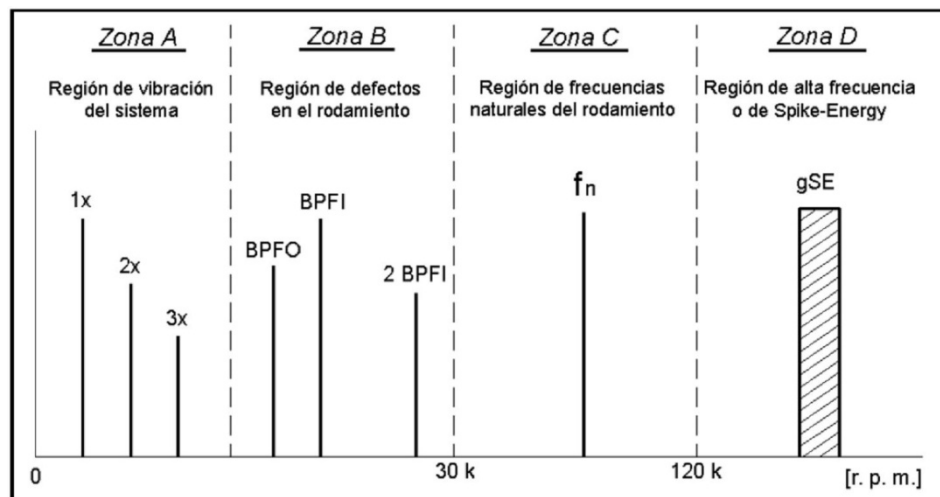 Zona A
Zona B
Zona C
Zona D
Región de vibración
del sistema
Región de defectos
en el rodamiento
Región de frecuencias
naturales del rodamiento
Región de alta frecuencia
o de Spike-Energy
1x
2x
3x
BPFO
BPFI
2 BPFI
fn
gSE
0
30 k
120 k
[r. p. m.]